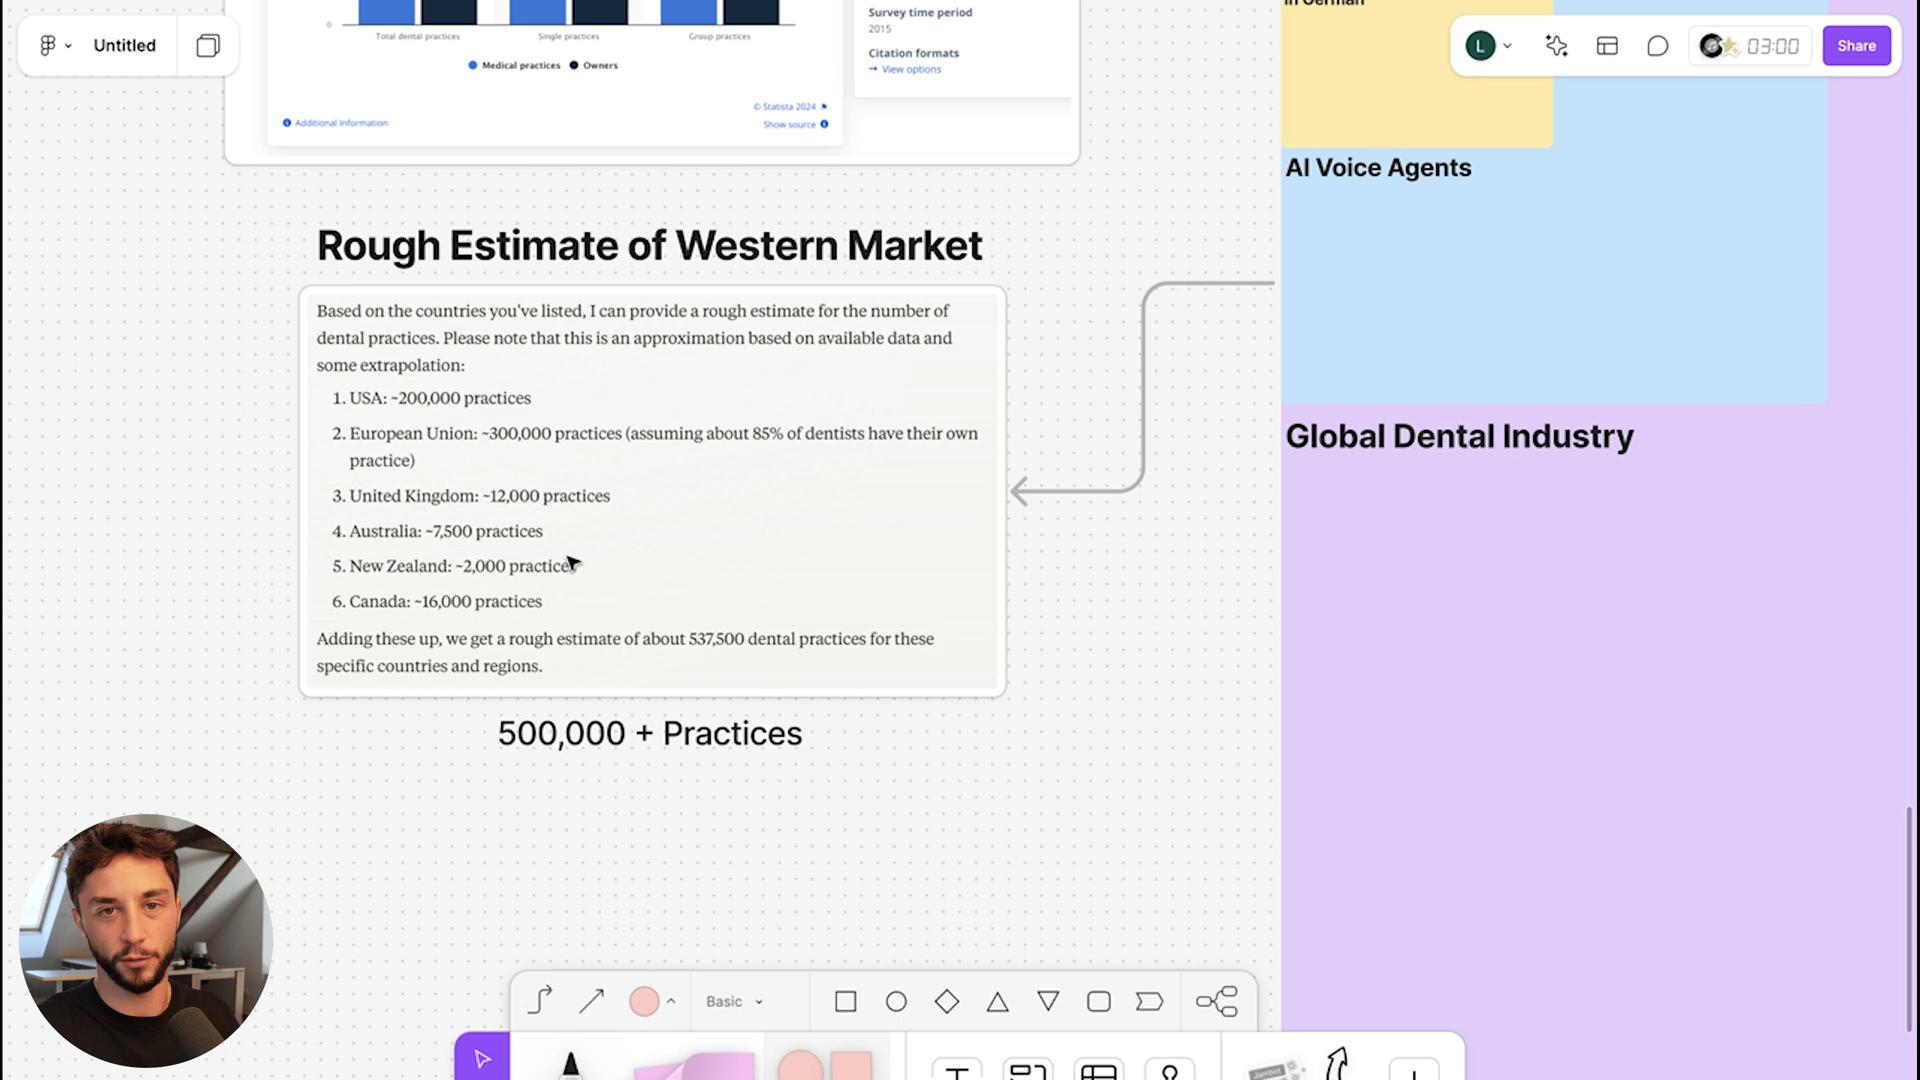 in German
Untitled
Survey time period
2015
Citation formats
→ View options
L
03:00
Share
0
Total dental practices
Single practices
Group practices
Medical practices
Owners
© Statista 2024
Additional Information
Show source
AI Voice Agents
Rough Estimate of Western Market
Based on the countries you've listed, I can provide a rough estimate for the number of
dental practices. Please note that this is an approximation based on available data and
some extrapolation:
1. USA: ~200,000 practices
2. European Union: ~300,000 practices (assuming about 85% of dentists have their own
practice)
3. United Kingdom: ~12,000 practices
4. Australia: ~7,500 practices
5. New Zealand: ~2,000 practices
6. Canada: ~16,000 practices
Adding these up, we get a rough estimate of about 537,500 dental practices for these
specific countries and regions.
Global Dental Industry
500,000 + Practices
Basic
Jambot